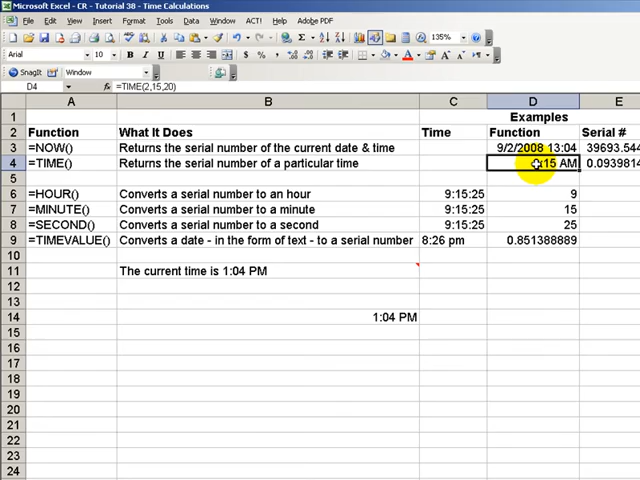 Microsoft Excel - CR - Tutorial 38 - Time Calculations
File Edit View Insert Format Tools Data Window ACT! Help Adobe PDF
135%
Arial 10 B I U $ %
SnagIt Window
D4 fx =TIME(2,15,20)
A B C D E
1 Examples
2 Function What It Does Time Function Serial #
3 =NOW() Returns the serial number of the current date & time 9/2/2008 13:04 39693.544
4 =TIME() Returns the serial number of a particular time :15 AM 0.0939814
5
6 =HOUR() Converts a serial number to an hour 9:15:25 9
7 =MINUTE() Converts a serial number to a minute 9:15:25 15
8 =SECOND() Converts a serial number to a second 9:15:25 25
9 =TIMEVALUE() Converts a date - in the form of text - to a serial number 8:26 pm 0.851388889
10
11 The current time is 1:04 PM
12
13
14 1:04 PM
15
16
17
18
19
20
21
22
23
24